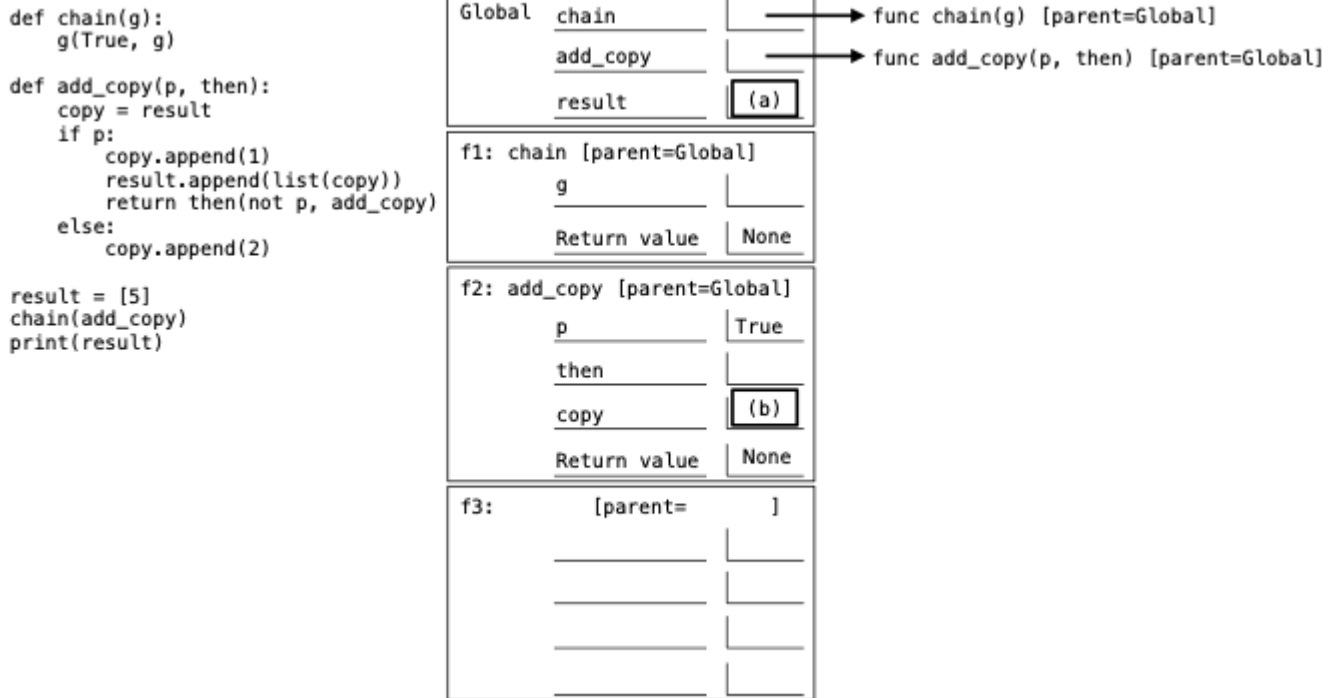 def chain(g):
    g(True, g)
def add_copy(p, then):
    copy = result
    if p:
        copy.append(1)
        result.append(list(copy))
        return then(not p, add_copy)
    else:
        copy.append(2)
result = [5]
chain(add_copy)
print(result)
Global chain func chain(g) [parent=Global]
add_copy func add_copy(p, then) [parent=Global]
result (a)
f1: chain [parent=Global]
g
Return value None
f2: add_copy [parent=Global]
p True
then
copy (b)
Return value None
f3: [parent= ]